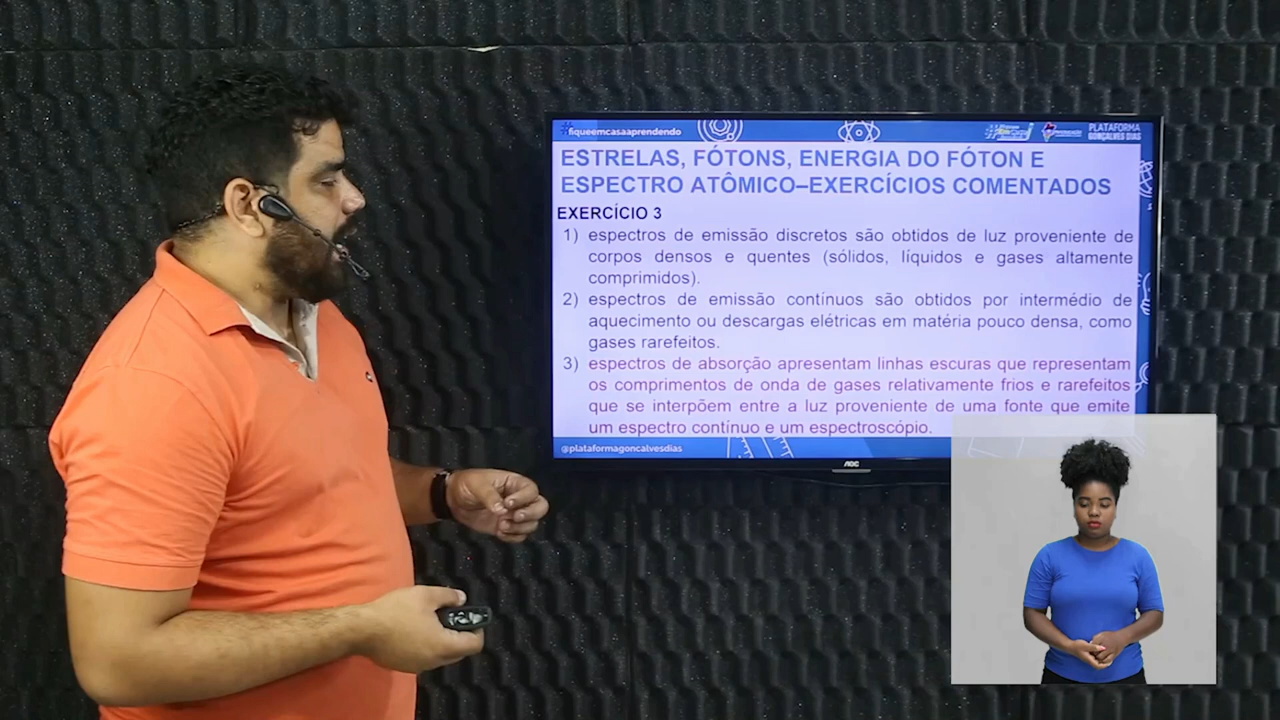 #fiqueemcasaaprendendo
PLATAFORMA
GONÇALVES DIAS
ESTRELAS, FÓTONS, ENERGIA DO FÓTON E
ESPECTRO ATÔMICO–EXERCÍCIOS COMENTADOS
EXERCÍCIO 3
1) espectros de emissão discretos são obtidos de luz proveniente de
corpos densos e quentes (sólidos, líquidos e gases altamente
comprimidos).
2) espectros de emissão contínuos são obtidos por intermédio de
aquecimento ou descargas elétricas em matéria pouco densa, como
gases rarefeitos.
3) espectros de absorção apresentam linhas escuras que representam
os comprimentos de onda de gases relativamente frios e rarefeitos
que se interpõem entre a luz proveniente de uma fonte que emite
um espectro contínuo e um espectroscópio.
@plataformagoncalvesdias
AOC